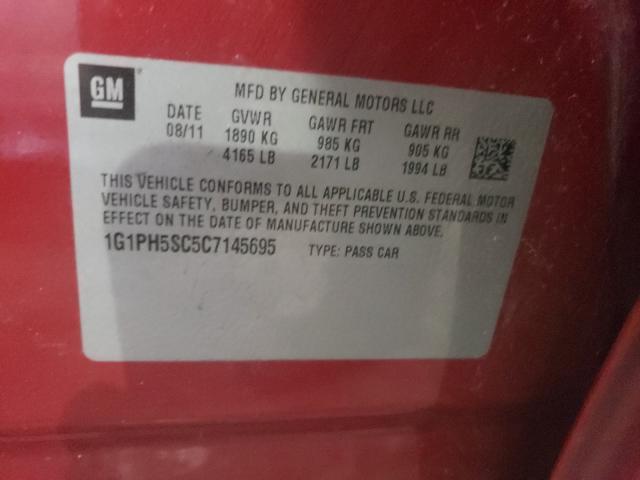 GM
MFD BY GENERAL MOTORS LLC
DATE GVWR GAWR FRT GAWR RR
08/11 1890 KG 985 KG 905 KG
4165 LB 2171 LB 1994 LB
THIS VEHICLE CONFORMS TO ALL APPLICABLE U.S. FEDERAL MOTOR
VEHICLE SAFETY, BUMPER, AND THEFT PREVENTION STANDARDS IN
EFFECT ON THE DATE OF MANUFACTURE SHOWN ABOVE.
1G1PH5SC5C7145695 TYPE: PASS CAR